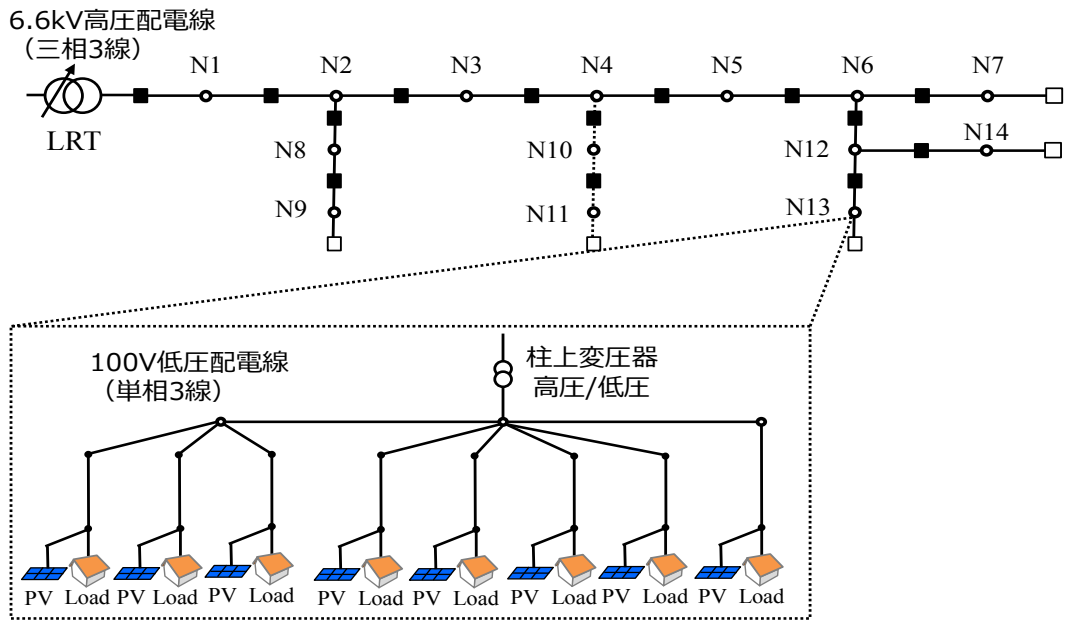 6.6kV高圧配電線
（三相3線）
N1 N2 N3 N4 N5 N6 N7
LRT
N8 N10 N12 N14
N9 N11 N13
100V低圧配電線
（単相3線）
柱上変圧器
高圧/低圧
PV Load PV Load PV Load PV Load PV Load PV Load PV Load PV Load